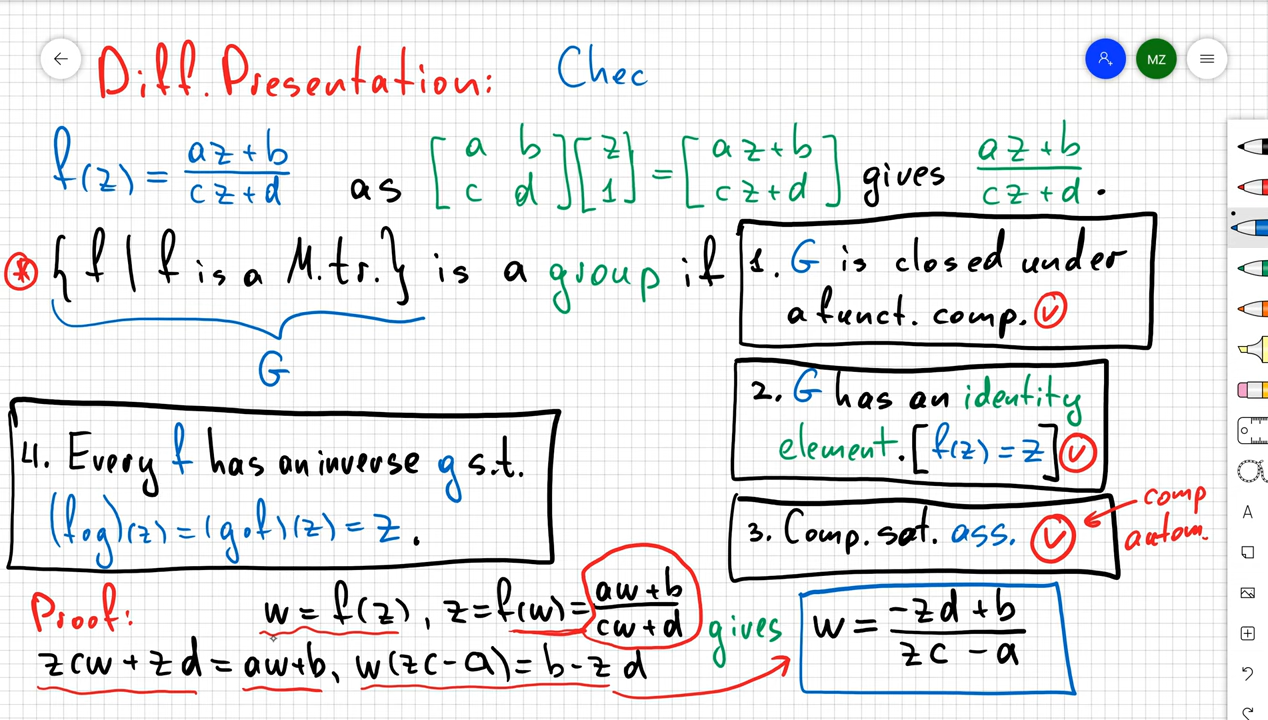 Diff. Presentation: Chec
MZ
f(z) = az+b / cz+d as [a b c d][z 1] = [az+b cz+d] gives az+b / cz+d.
{f | f is a M.tr.} is a group if
G
1. G is closed under
a funct. comp. v
2. G has an identity
element. [f(z) = z] v
3. Comp. sat. ass. v
comp
autom.
4. Every f has an inverse g s.t.
(fog)(z) = (gof)(z) = z.
Proof: w = f(z), z = f(w) = aw+b / cw+d gives
zcw + zd = aw+b, w(zc-a) = b-zd
w = -zd+b / zc-a
A